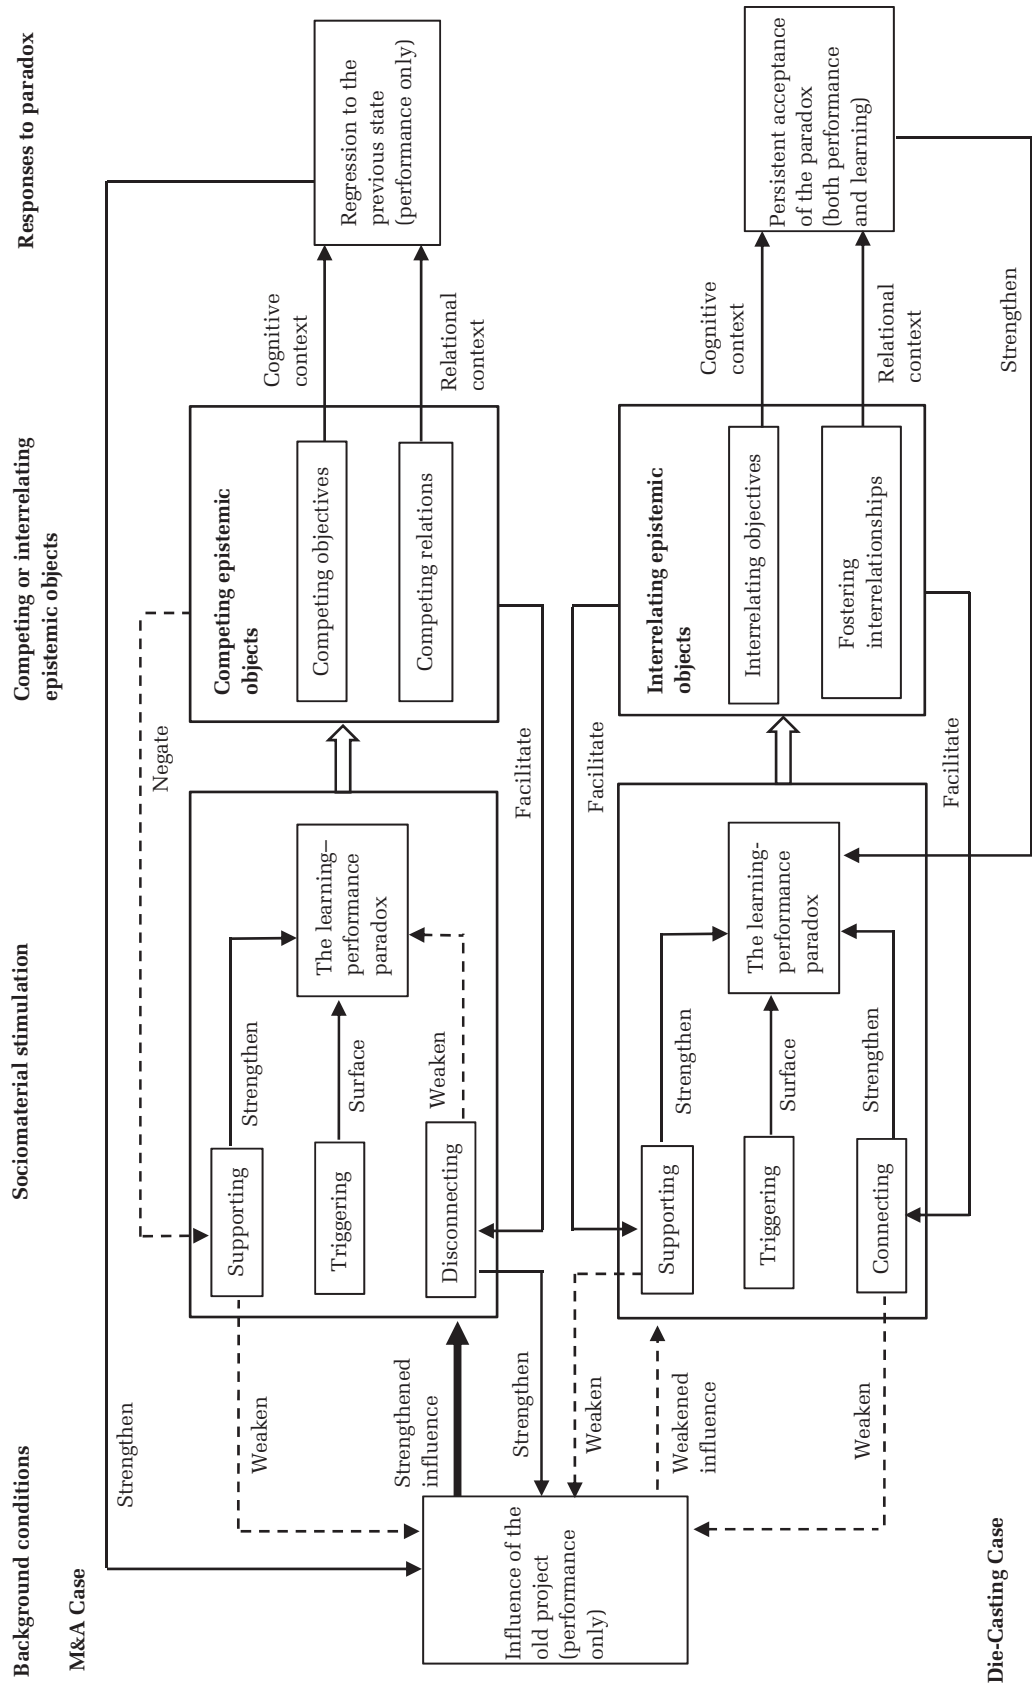 Background conditions
Sociomaterial stimulation
Competing or interrelating
epistemic objects
Responses to paradox
M&A Case
Strengthen
Negate
Weaken
Supporting
Strengthen
Triggering
Surface
Disconnecting
Weaken
The learning–
performance
paradox
Competing epistemic
objects
Competing objectives
Competing relations
Cognitive
context
Relational
context
Regression to the
previous state
(performance only)
Strengthened
influence
Strengthen
Facilitate
Influence of the
old project
(performance
only)
Weaken
Facilitate
Weakened
influence
Weaken
Supporting
Strengthen
Triggering
Surface
Connecting
Strengthen
The learning-
performance
paradox
Interrelating epistemic
objects
Interrelating objectives
Fostering
interrelationships
Cognitive
context
Relational
context
Persistent acceptance
of the paradox
(both performance
and learning)
Facilitate
Strengthen
Die-Casting Case